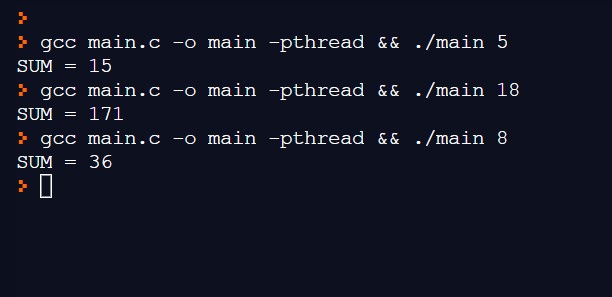 >
> gcc main.c -o main -pthread && ./main 5
SUM = 15
> gcc main.c -o main -pthread && ./main 18
SUM = 171
> gcc main.c -o main -pthread && ./main 8
SUM = 36
>